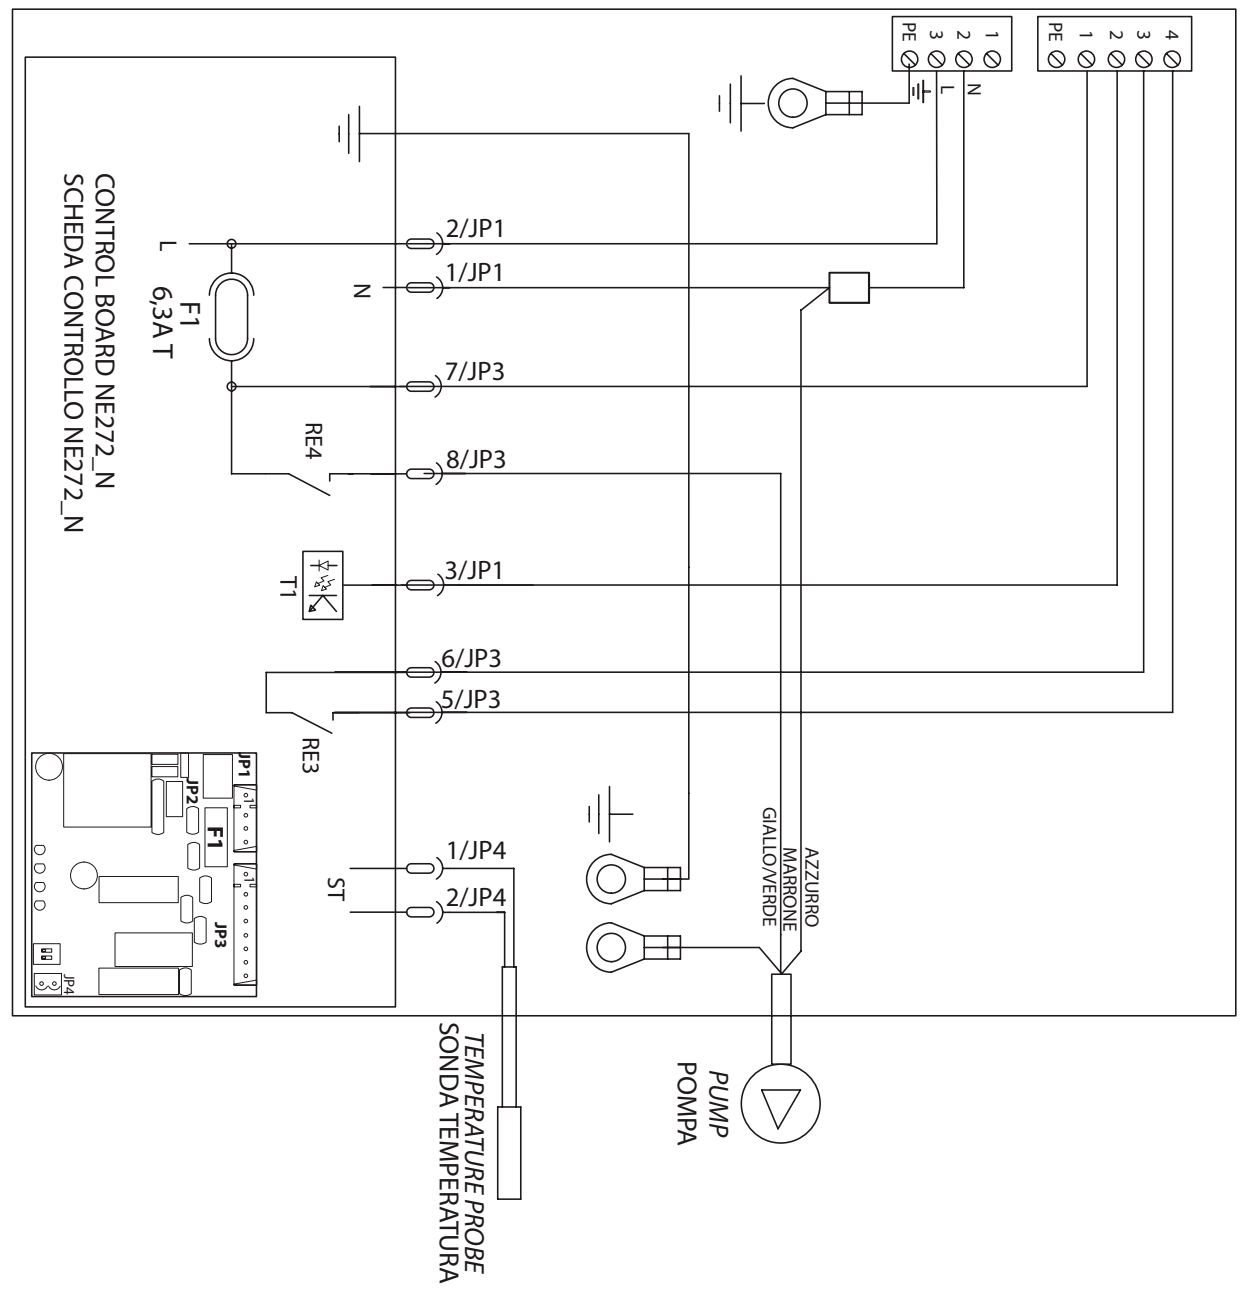 PE 3 2 1
PE 1 2 3 4
L N
CONTROL BOARD NE272_N
SCHEDA CONTROLLO NE272_N
L
N
F1
6,3A T
2/JP1
1/JP1
7/JP3
RE4
8/JP3
T1
3/JP1
6/JP3
5/JP3
RE3
JP1
1
JP2
F1
1
JP3
JP4
ST
1/JP4
2/JP4
AZZURRO
MARRONE
GIALLO/VERDE
TEMPERATURE PROBE
SONDA TEMPERATURA
PUMP
POMPA